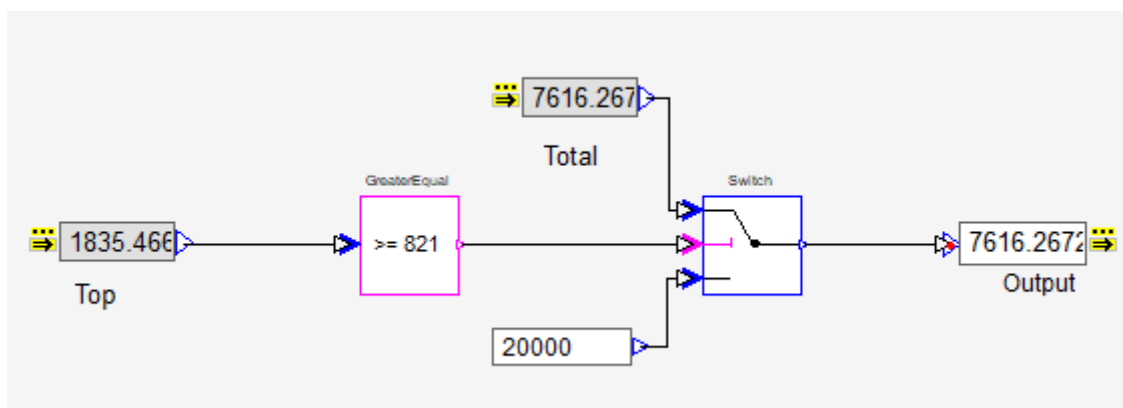 7616.267
Total
GreaterEqual
Switch
1835.466
>= 821
7616.2672
Top
Output
20000